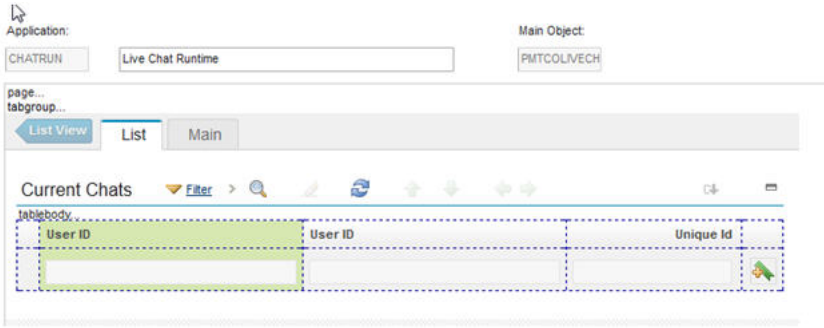 Application:
Main Object:
CHATRUN
Live Chat Runtime
PMTCOLIVECH
page...
tabgroup...
List View
List
Main
Current Chats
Filter
tablebody...
User ID
User ID
Unique Id